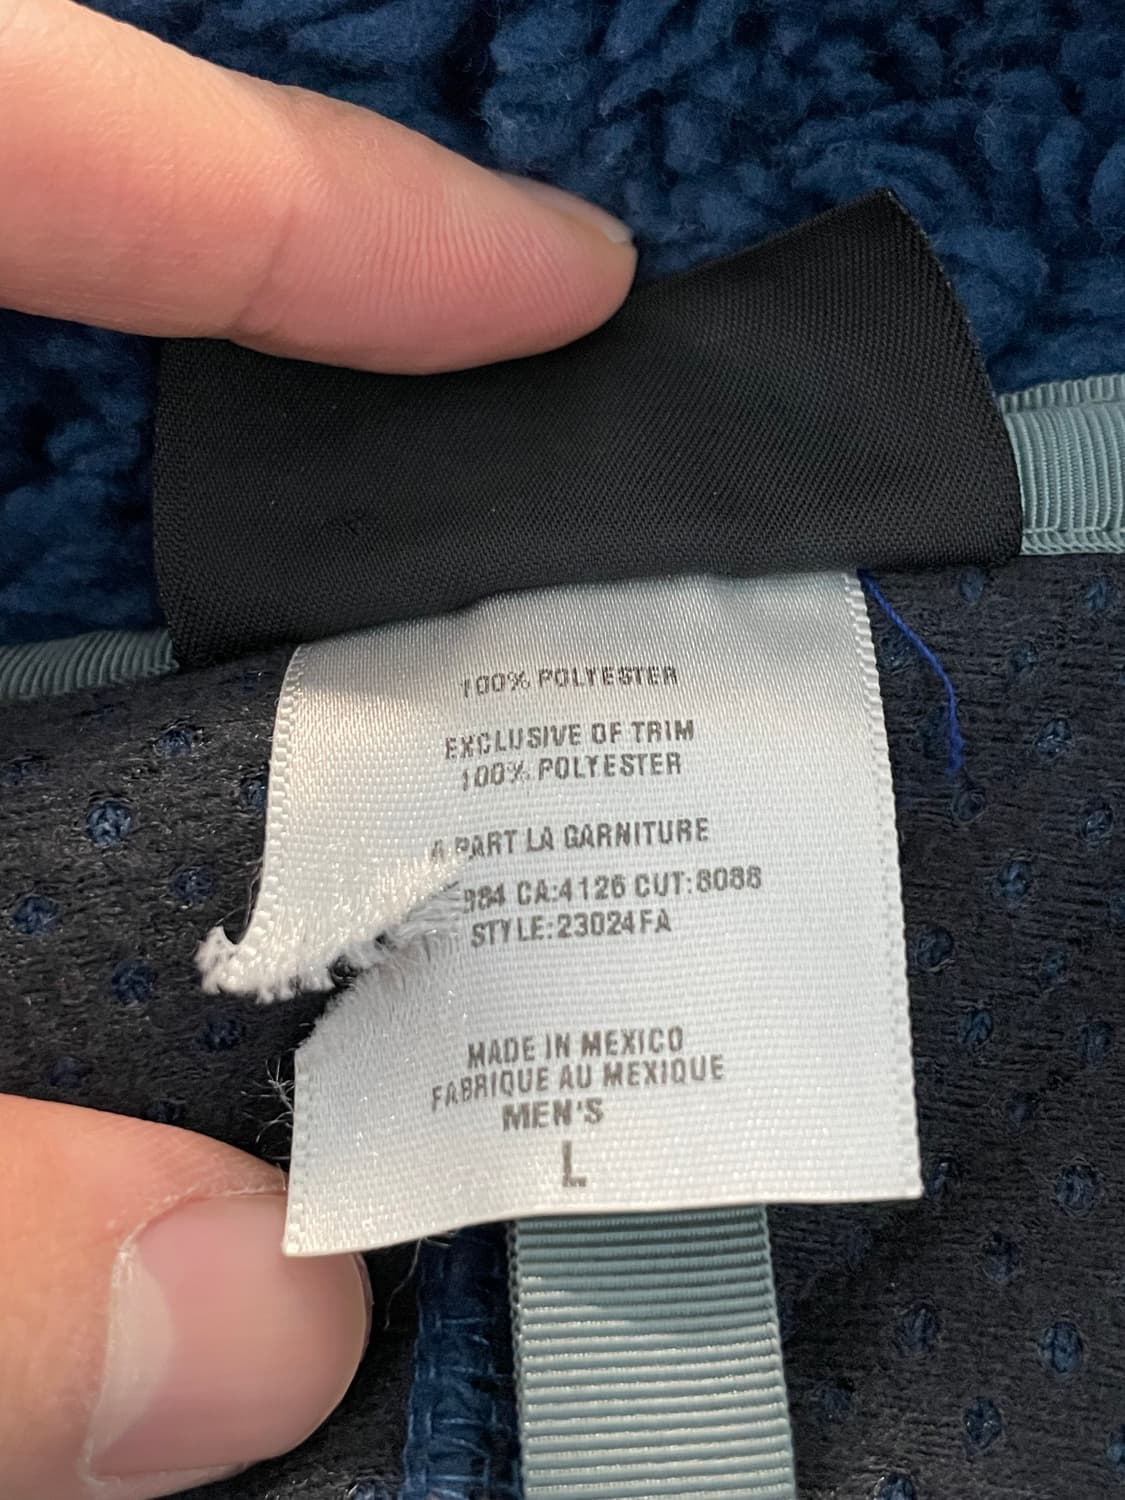 100% POLYESTER
EXCLUSIVE OF TRIM
100% POLYESTER
PART LA GARNITURE
984 CA:4126 CUT:8086
STYLE:23024FA
MADE IN MEXICO
FABRIQUE AU MEXIQUE
MEN'S
L